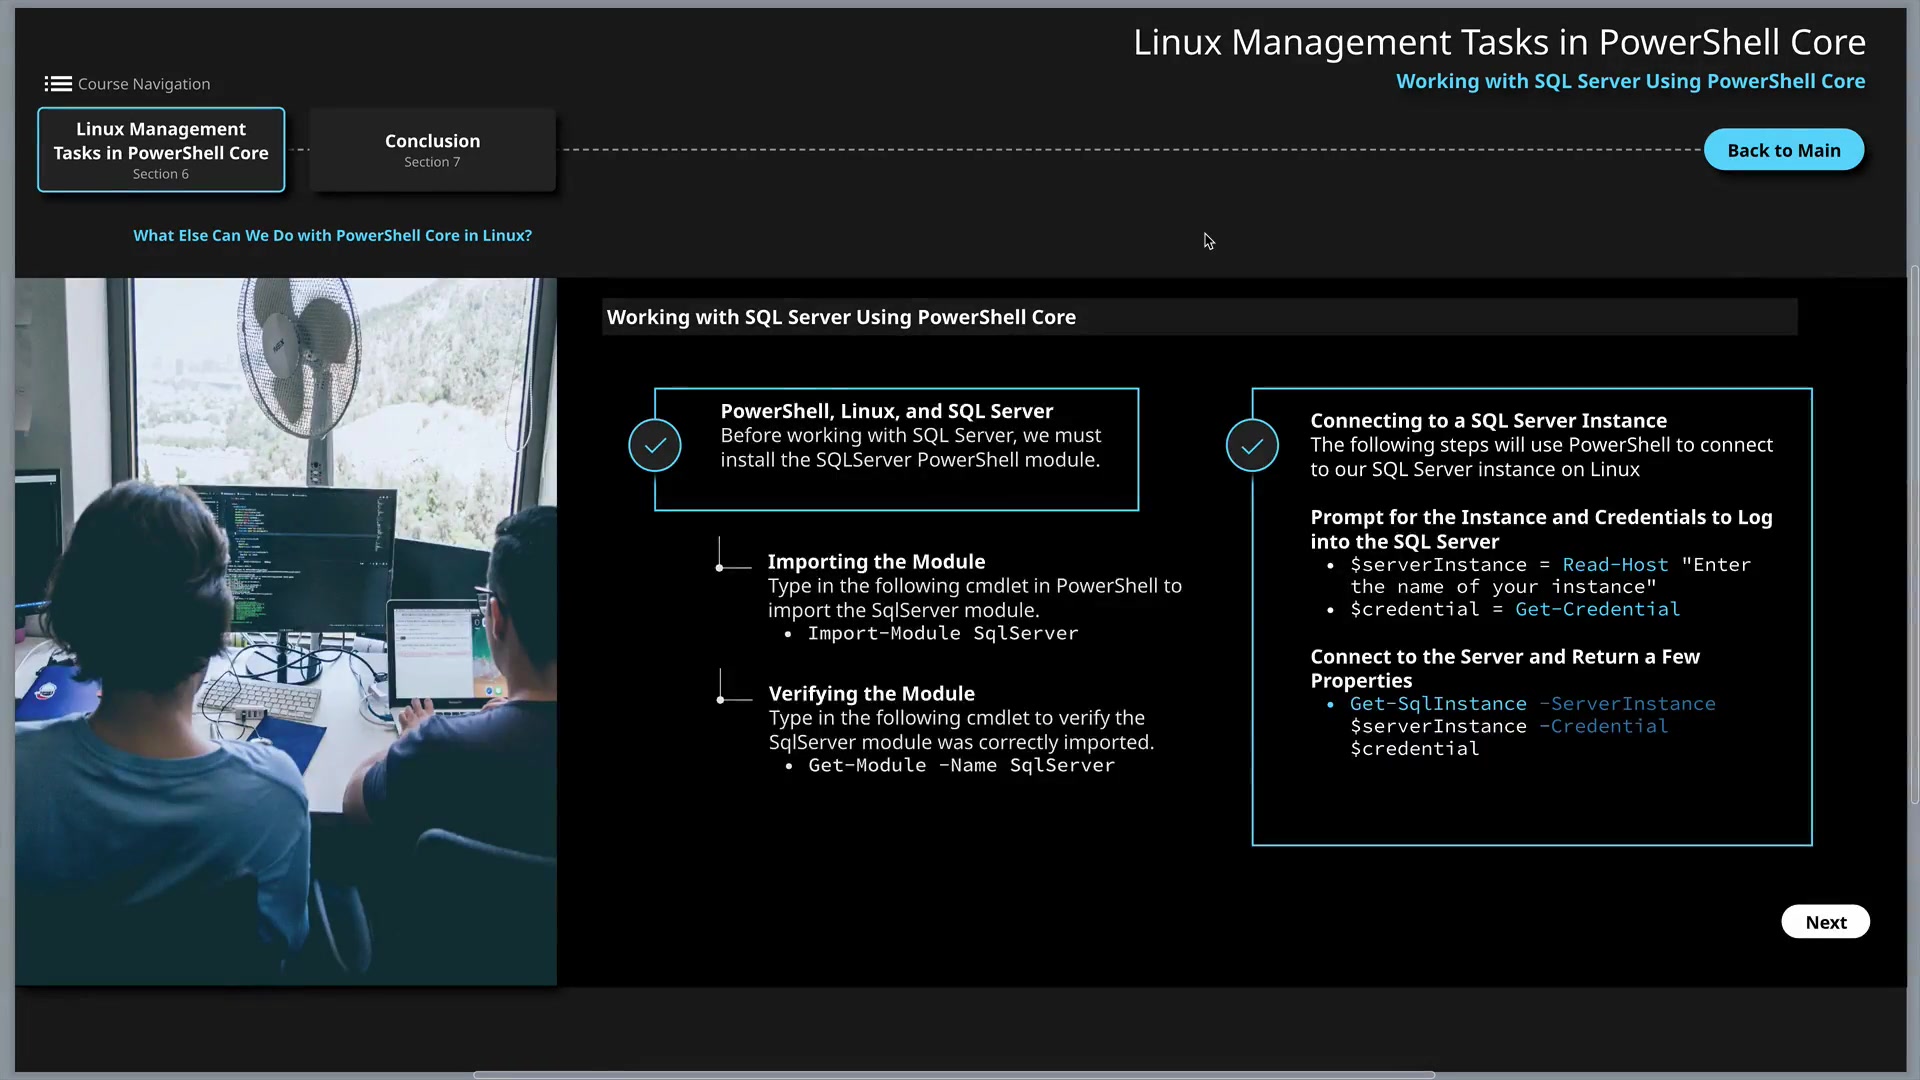 Linux Management Tasks in PowerShell Core
Working with SQL Server Using PowerShell Core
Course Navigation
Linux Management
Tasks in PowerShell Core
Section 6
Conclusion
Section 7
Back to Main
What Else Can We Do with PowerShell Core in Linux?
Working with SQL Server Using PowerShell Core
PowerShell, Linux, and SQL Server
Before working with SQL Server, we must
install the SQLServer PowerShell module.
Importing the Module
Type in the following cmdlet in PowerShell to
import the SqlServer module.
• Import-Module SqlServer
Verifying the Module
Type in the following cmdlet to verify the
SqlServer module was correctly imported.
• Get-Module -Name SqlServer
Connecting to a SQL Server Instance
The following steps will use PowerShell to connect
to our SQL Server instance on Linux
Prompt for the Instance and Credentials to Log
into the SQL Server
• $serverInstance = Read-Host "Enter
the name of your instance"
• $credential = Get-Credential
Connect to the Server and Return a Few
Properties
• Get-SqlInstance -ServerInstance
$serverInstance -Credential
$credential
Next